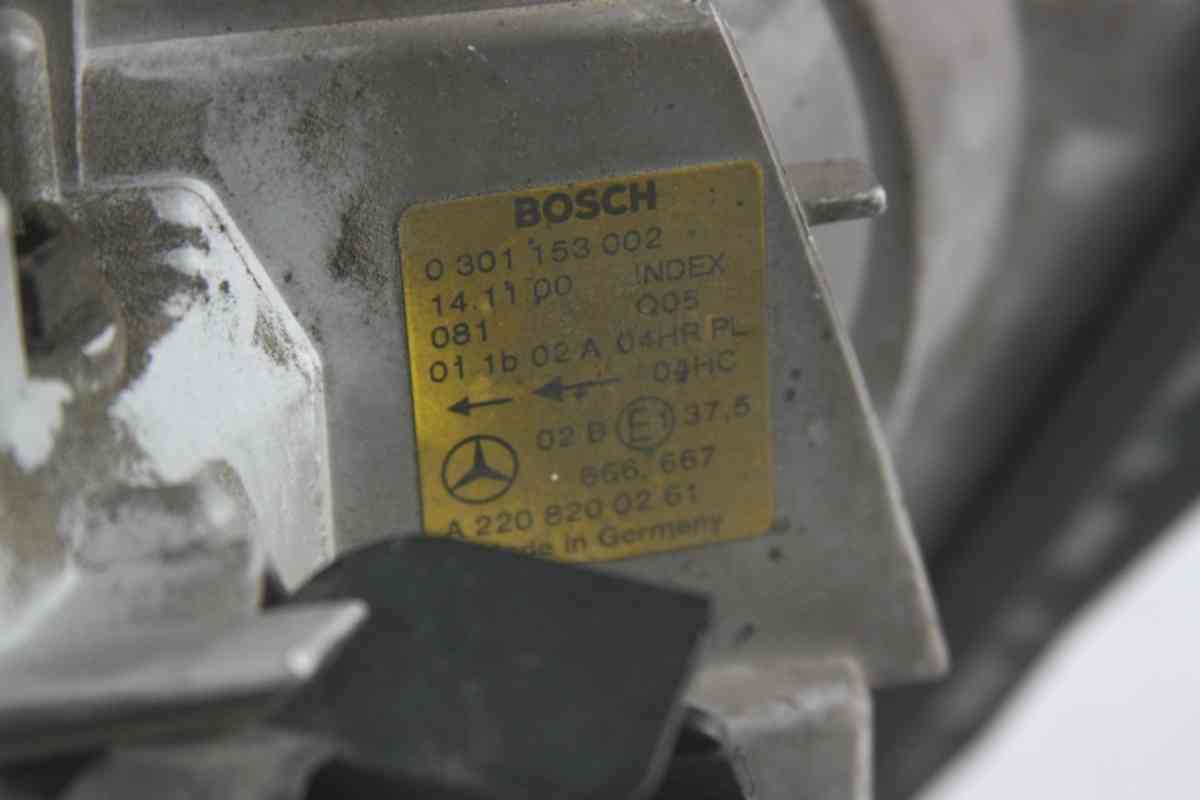 BOSCH
0 301 153 002
14.11 00 INDEX
081 Q05
01 1b 02 A 04HR PL
04HC
02 B E1 37,5
666, 667
A 220 820 02 61
Made in Germany